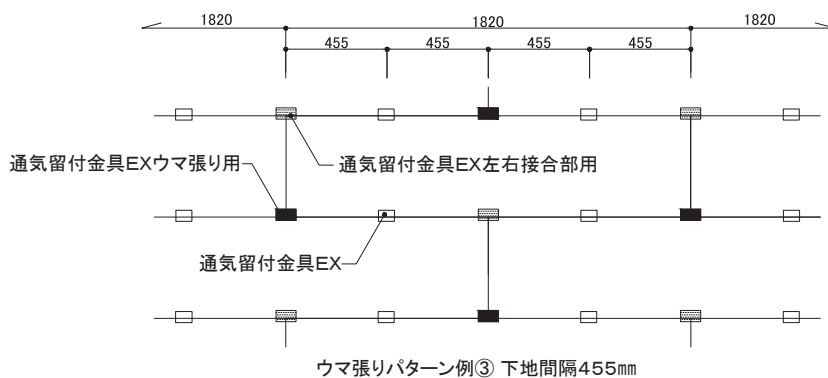 1820 1820 1820
455 455 455 455
通気留付金具EXウマ張り用
通気留付金具EX左右接合部用
通気留付金具EX
ウマ張りパターン例③ 下地間隔455㎜